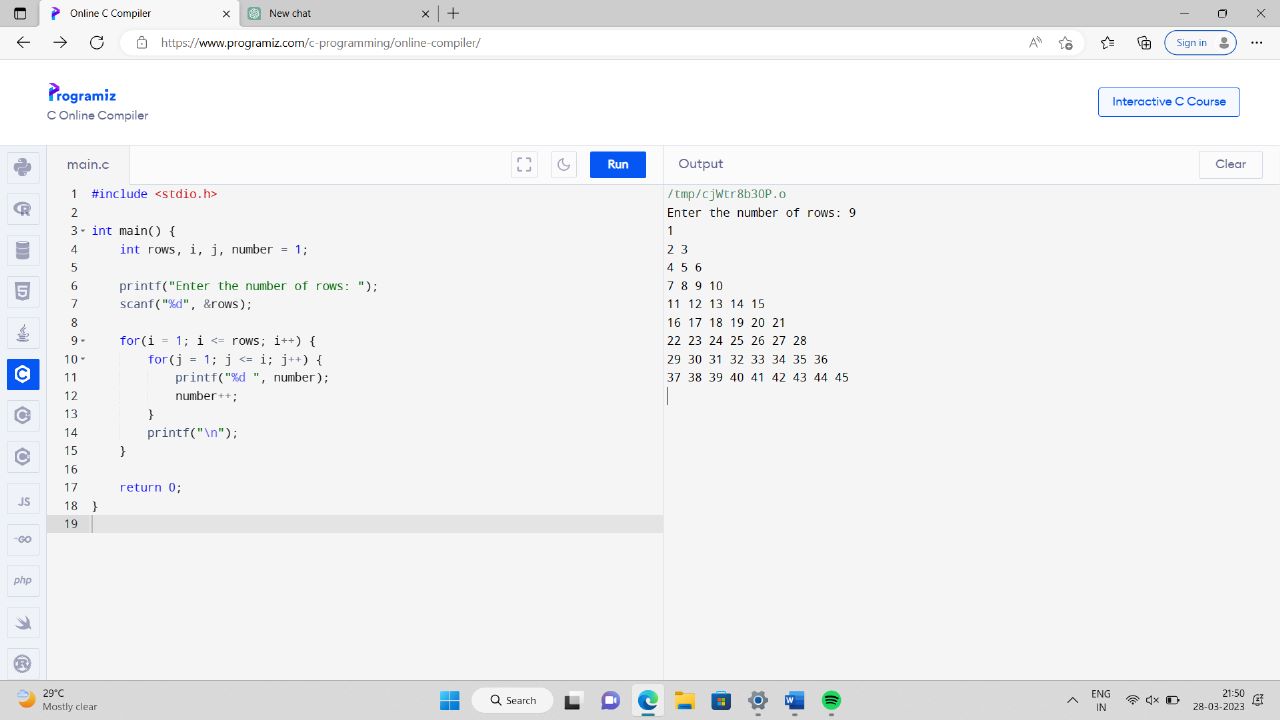 Online C Compiler
New chat
https://www.programiz.com/c-programming/online-compiler/
Sign in
Programiz
C Online Compiler
Interactive C Course
main.c
Run
Output
Clear
1 #include <stdio.h>
2
3 int main() {
4     int rows, i, j, number = 1;
5
6     printf("Enter the number of rows: ");
7     scanf("%d", &rows);
8
9     for(i = 1; i <= rows; i++) {
10         for(j = 1; j <= i; j++) {
11             printf("%d ", number);
12             number++;
13         }
14         printf("\n");
15     }
16
17     return 0;
18 }
19
/tmp/cjWtr8b3OP.o
Enter the number of rows: 9
1
2 3
4 5 6
7 8 9 10
11 12 13 14 15
16 17 18 19 20 21
22 23 24 25 26 27 28
29 30 31 32 33 34 35 36
37 38 39 40 41 42 43 44 45
JS
GO
php
29°C
Mostly clear
Search
ENG
IN
21:50
28-03-2023